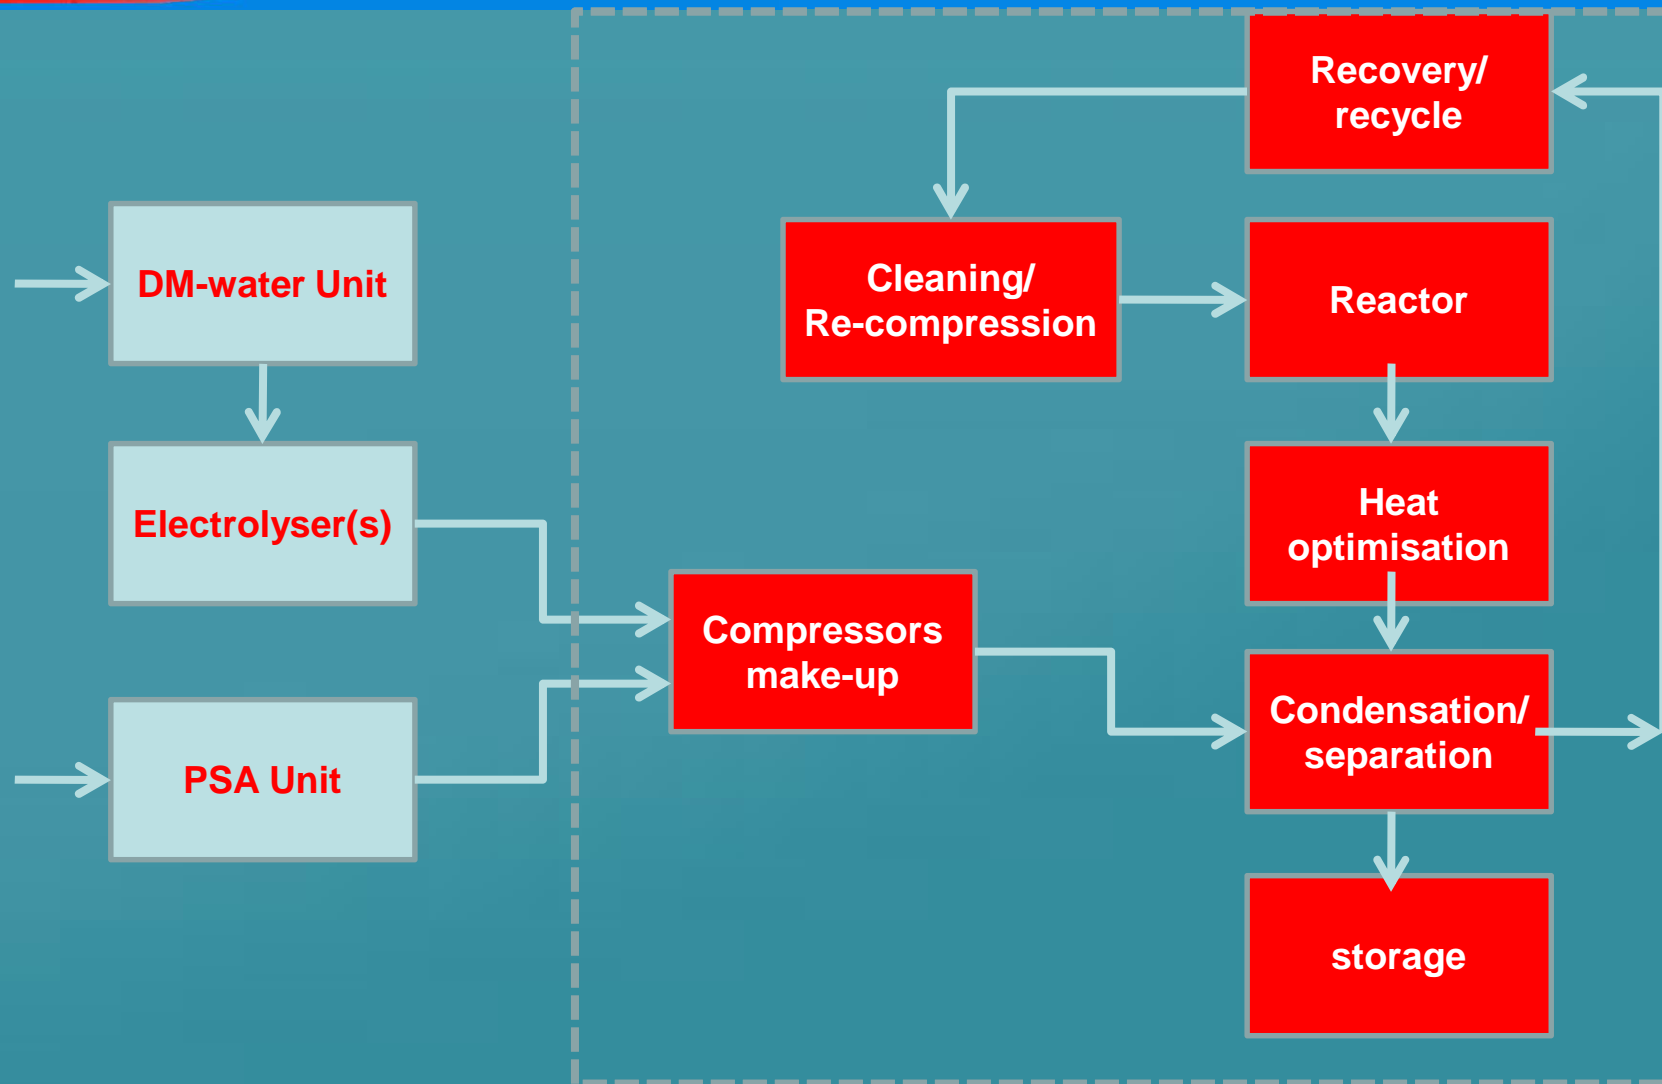 Recovery/
recycle
DM-water Unit
Cleaning/
Re-compression
Reactor
Electrolyser(s)
Heat
optimisation
Compressors
make-up
Condensation/
separation
PSA Unit
storage